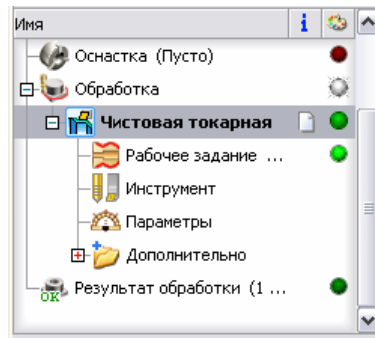 Имя
Оснастка (Пусто)
Обработка
Чистовая токарная
Рабочее задание ...
Инструмент
Параметры
Дополнительно
OK
Результат обработки (1 ...